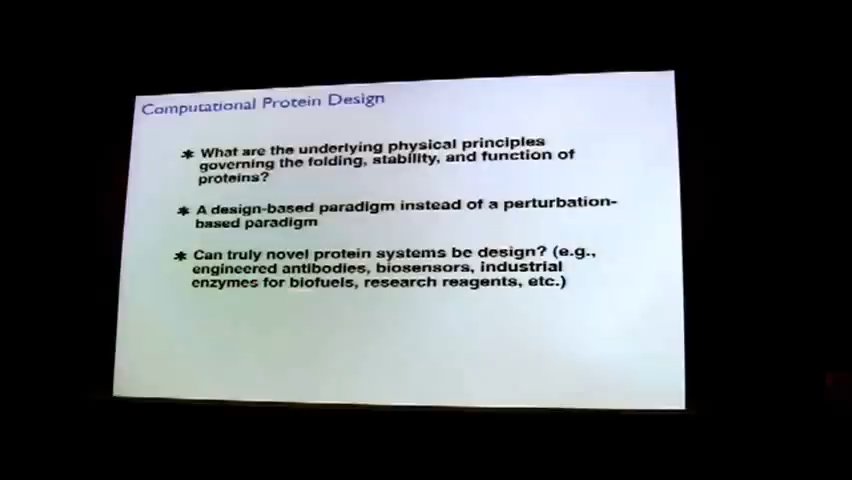 Computational Protein Design
* What are the underlying physical principles
governing the folding, stability, and function of
proteins?
* A design-based paradigm instead of a perturbation-
based paradigm
* Can truly novel protein systems be design? (e.g.,
engineered antibodies, biosensors, industrial
enzymes for biofuels, research reagents, etc.)